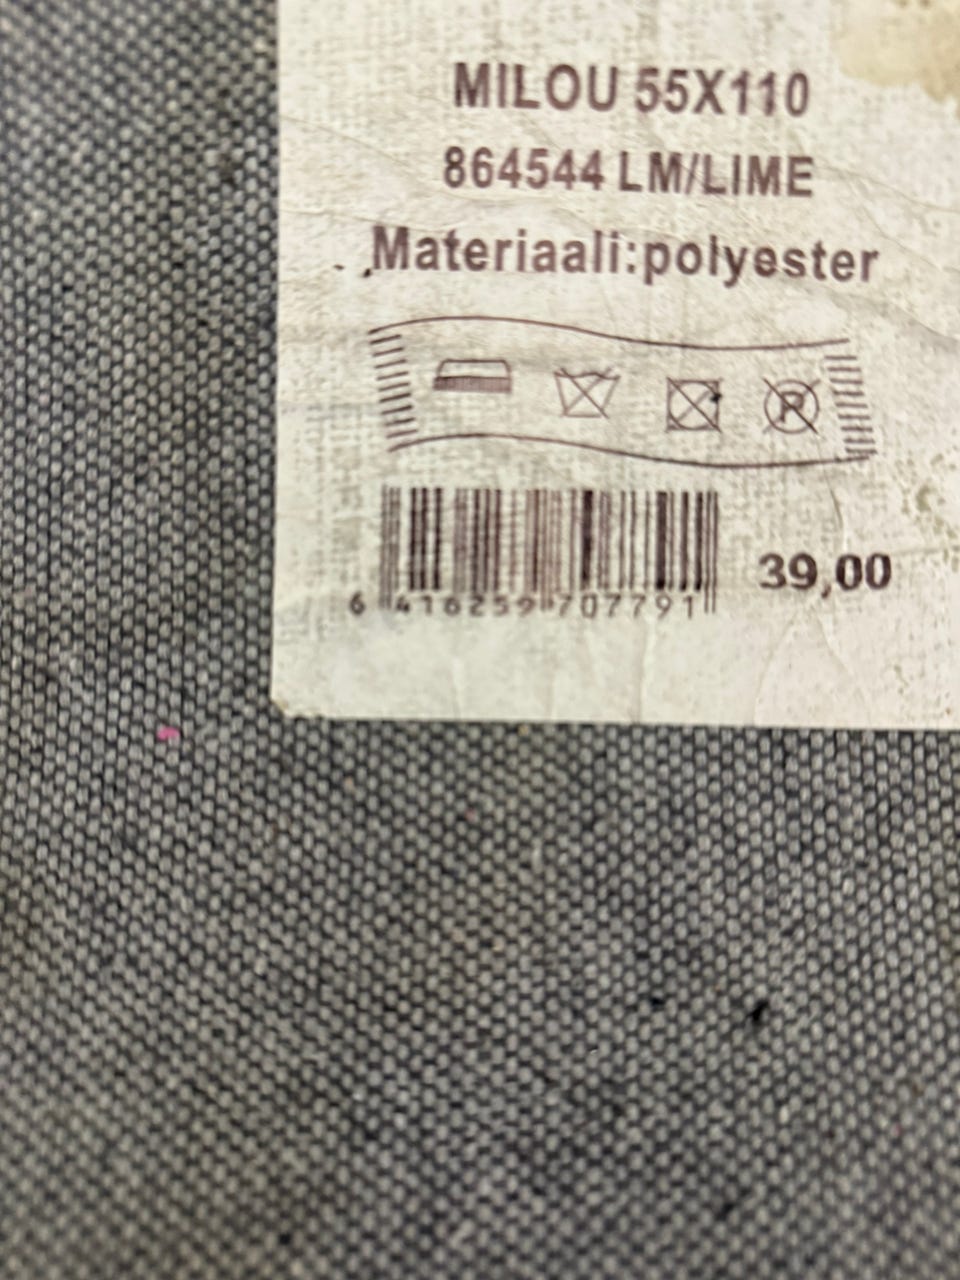 MILOU 55X110
864544 LM/LIME
Materiaali:polyester
R
39,00
6 416259 707791